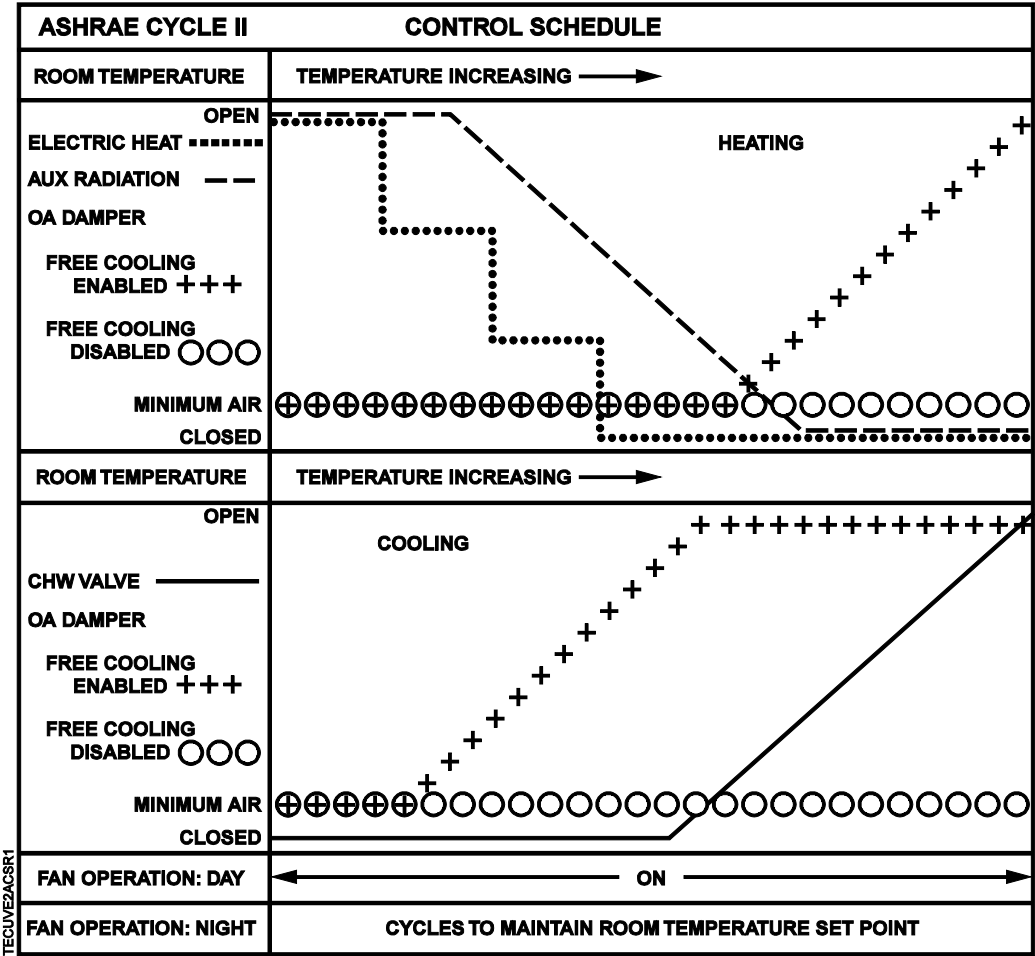 ASHRAE CYCLE II CONTROL SCHEDULE
ROOM TEMPERATURE TEMPERATURE INCREASING
OPEN
ELECTRIC HEAT
HEATING
AUX RADIATION
OA DAMPER
FREE COOLING
ENABLED
FREE COOLING
DISABLED
MINIMUM AIR
CLOSED
ROOM TEMPERATURE TEMPERATURE INCREASING
OPEN
COOLING
CHW VALVE
OA DAMPER
FREE COOLING
ENABLED
FREE COOLING
DISABLED
MINIMUM AIR
CLOSED
FAN OPERATION: DAY ON
FAN OPERATION: NIGHT CYCLES TO MAINTAIN ROOM TEMPERATURE SET POINT
TECUVE2ACSR1